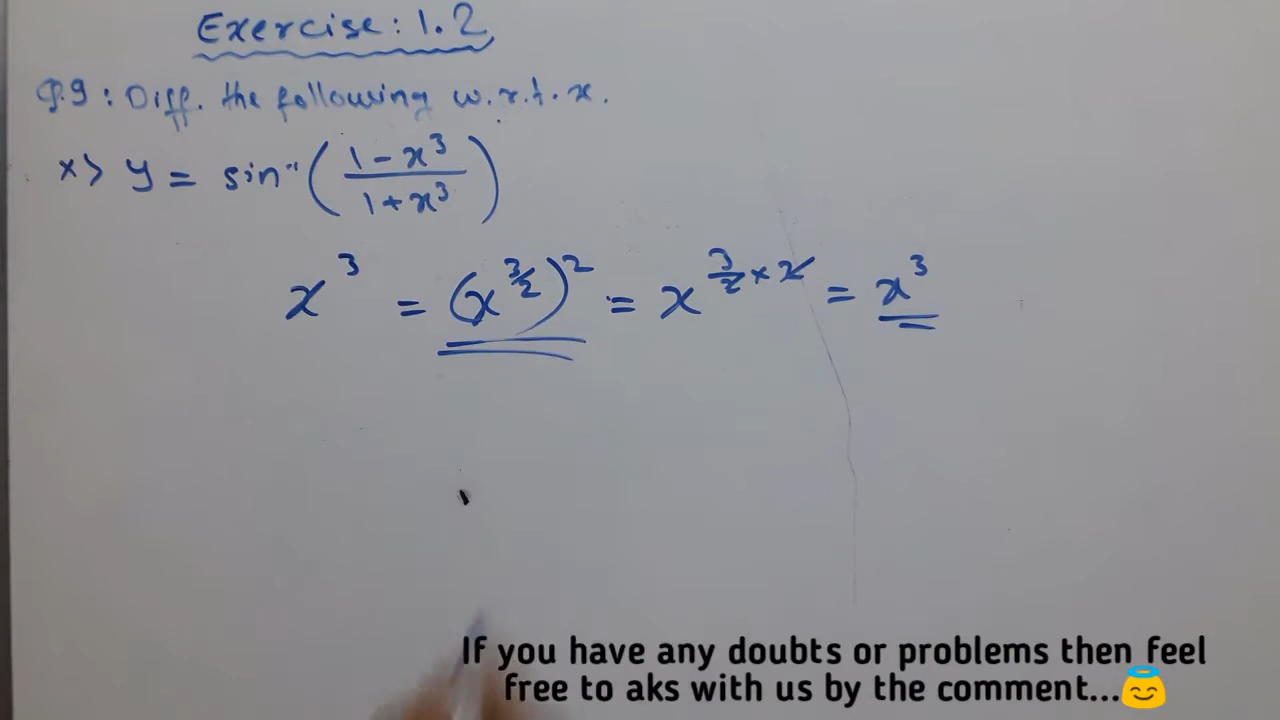 Exercise: 1.2
Q.9: Diff. the following w.r.t. x.
x> y = sin⁻¹((1-x³)/(1+x³))
x³ = (x^(3/2))² = x^(3/2 × 2) = x³
If you have any doubts or problems then feel
free to aks with us by the comment...😇